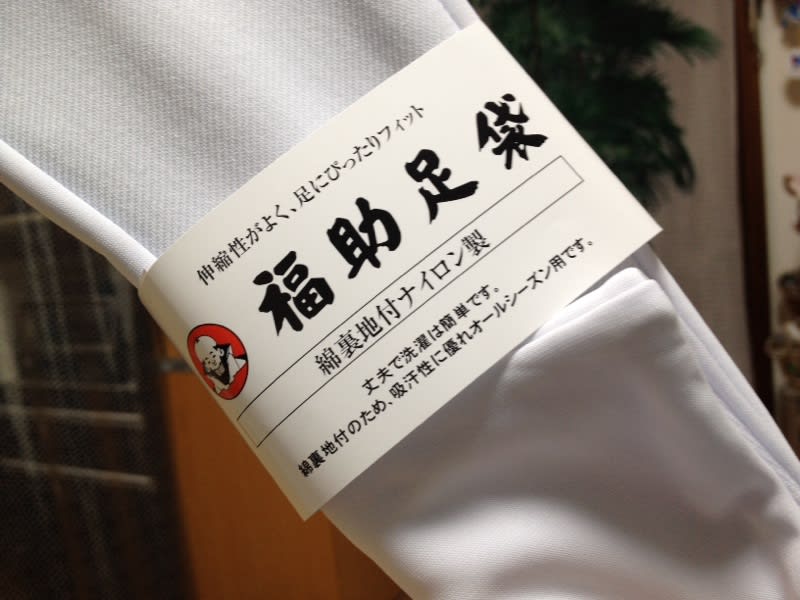 伸縮性がよく、足にぴったりフィット
福助足袋
綿裏地付ナイロン製
丈夫で洗濯は簡単です。
綿裏地付のため、吸汗性に優れオールシーズン用です。